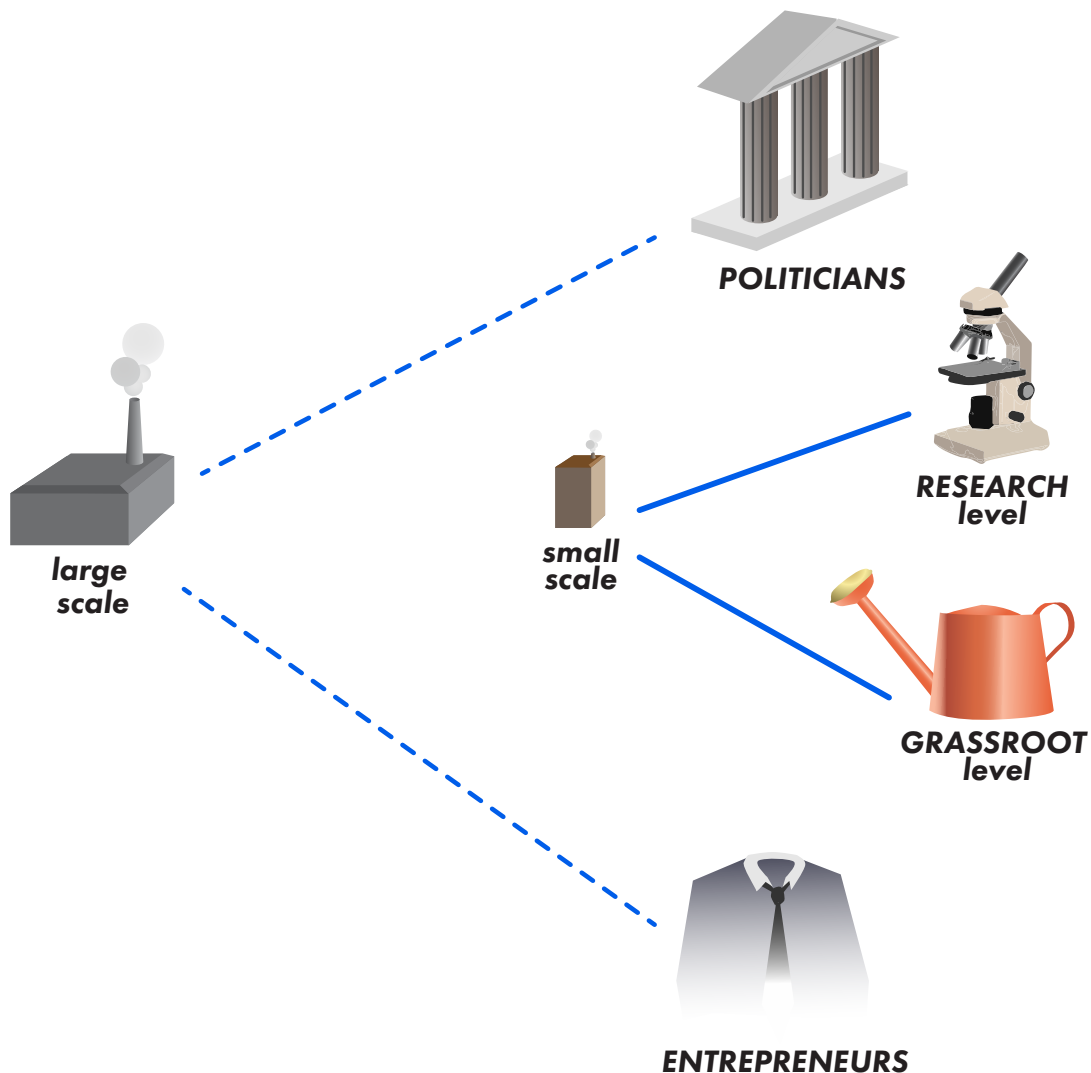 POLITICIANS
RESEARCH
level
large
scale
small
scale
GRASSROOT
level
ENTREPRENEURS